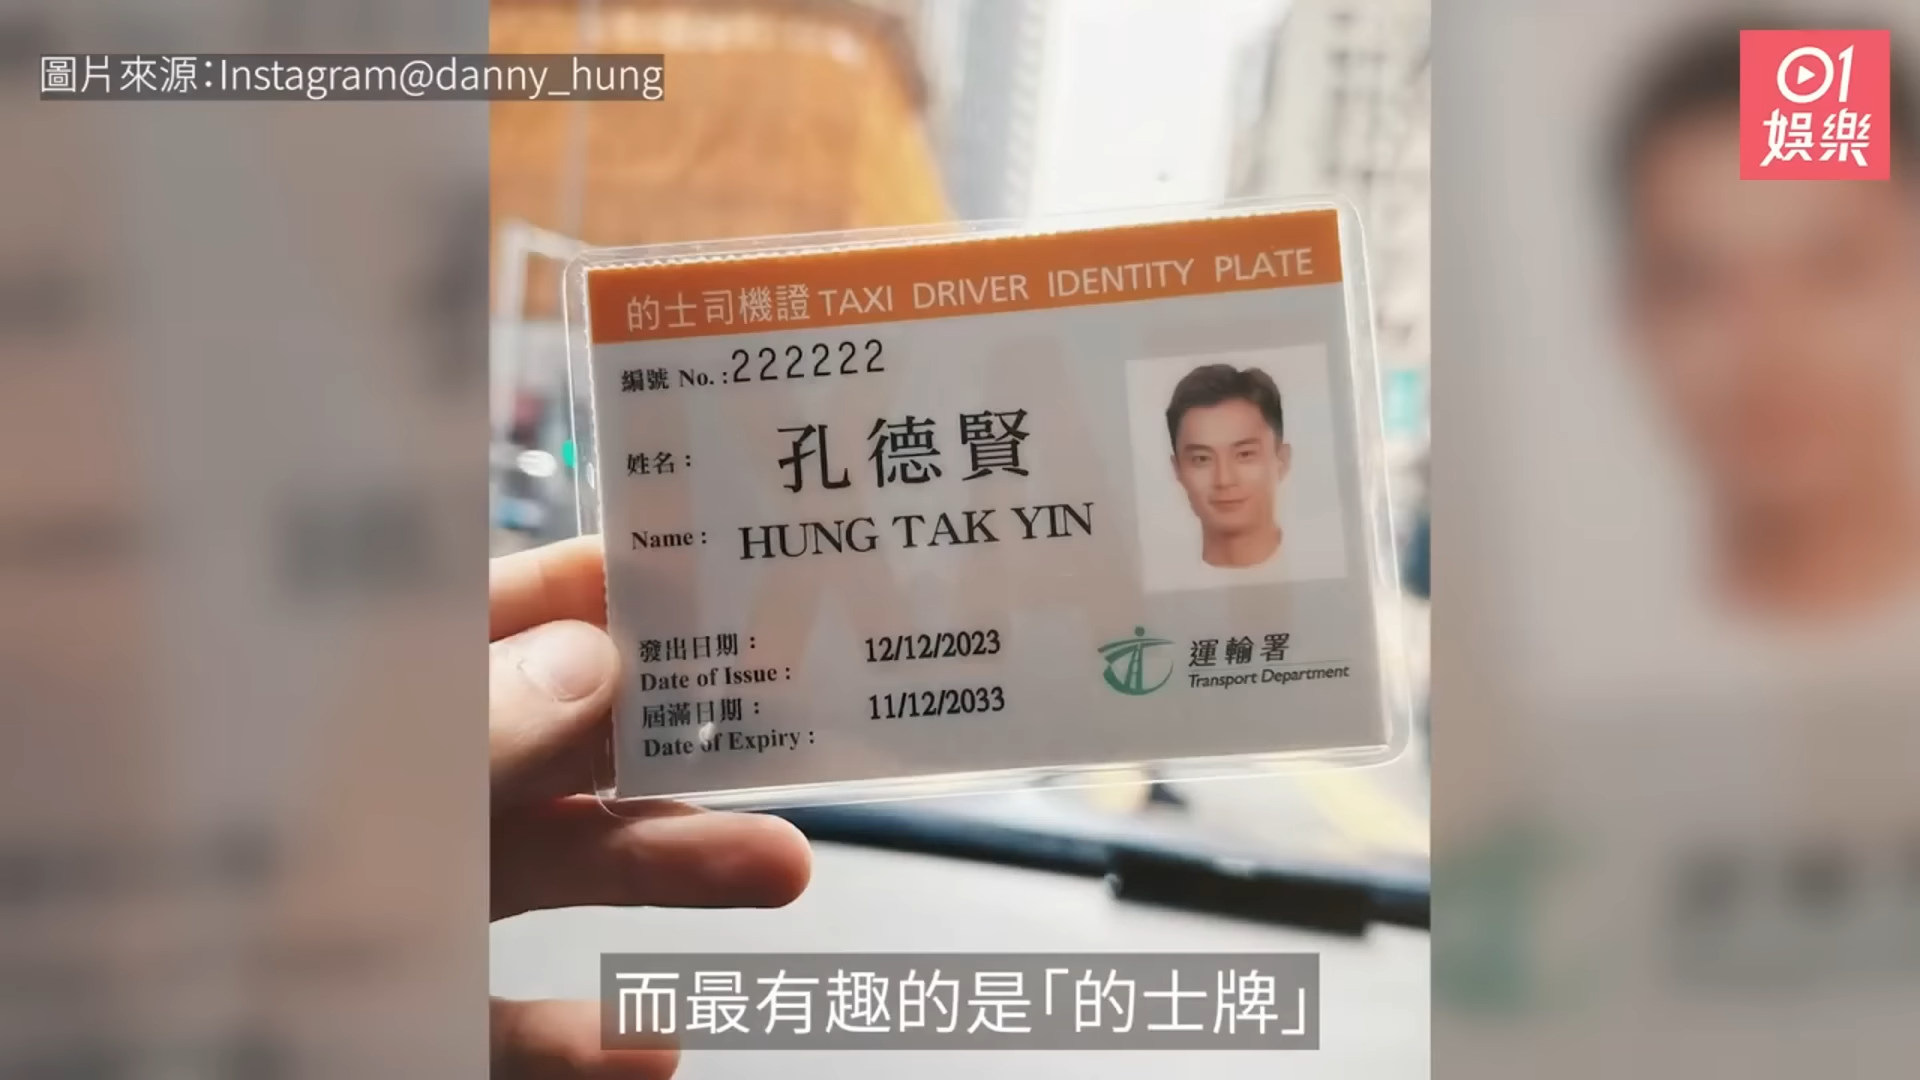 圖片來源：Instagram@danny_hung
01
娛樂
的士司機證 TAXI DRIVER IDENTITY PLATE
編號 No. : 222222
姓名： 孔德賢
Name : HUNG TAK YIN
發出日期： 12/12/2023
Date of Issue :
屆滿日期： 11/12/2033
Date of Expiry :
運輸署
Transport Department
而最有趣的是「的士牌」